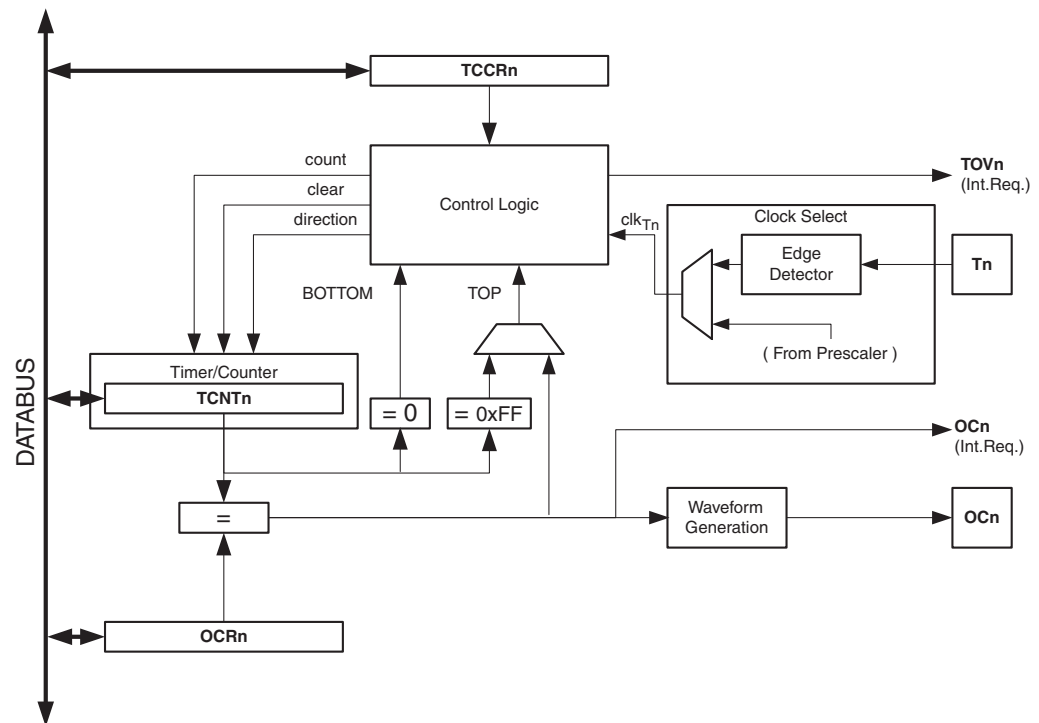 TCCRn
count
clear
direction
Control Logic
TOVn
(Int.Req.)
clkTn
Clock Select
Edge
Detector
Tn
( From Prescaler )
BOTTOM
TOP
DATABUS
Timer/Counter
TCNTn
= 0
= 0xFF
OCn
(Int.Req.)
=
Waveform
Generation
OCn
OCRn